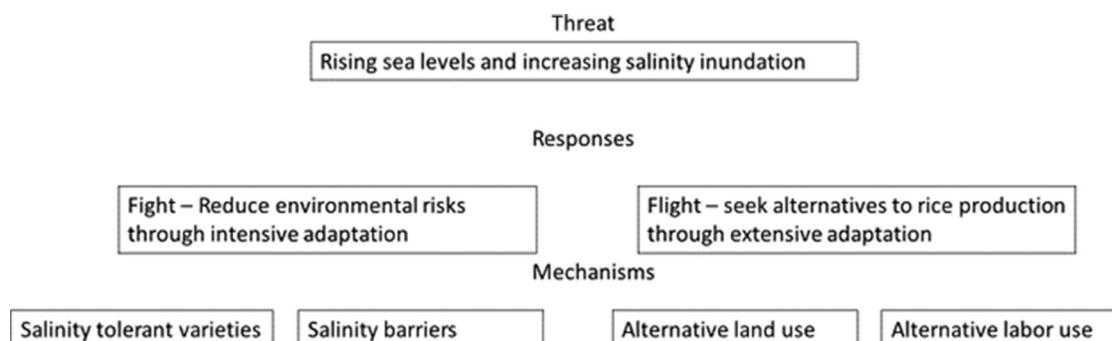 Threat
Rising sea levels and increasing salinity inundation
Responses
Fight – Reduce environmental risks
through intensive adaptation
Flight – seek alternatives to rice production
through extensive adaptation
Mechanisms
Salinity tolerant varieties
Salinity barriers
Alternative land use
Alternative labor use